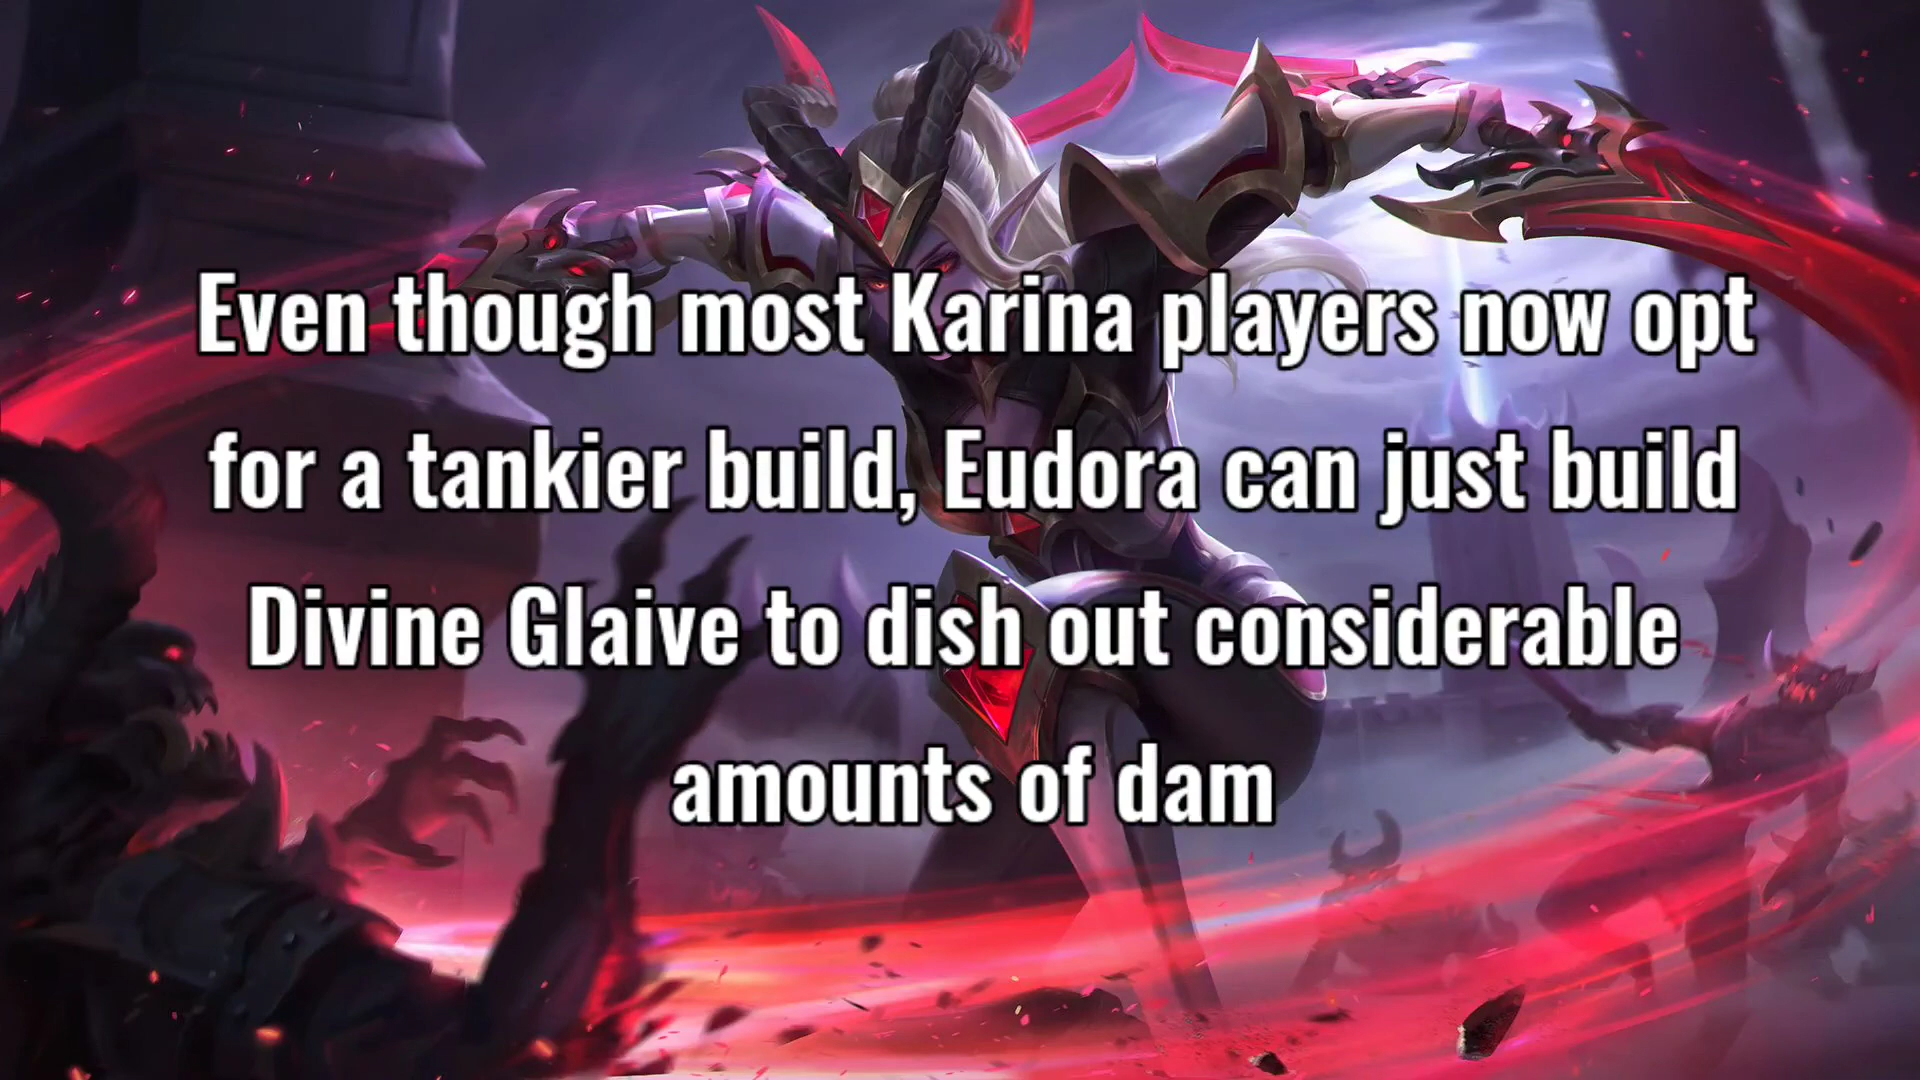 Even though most Karina players now opt
for a tankier build, Eudora can just build
Divine Glaive to dish out considerable
amounts of dam